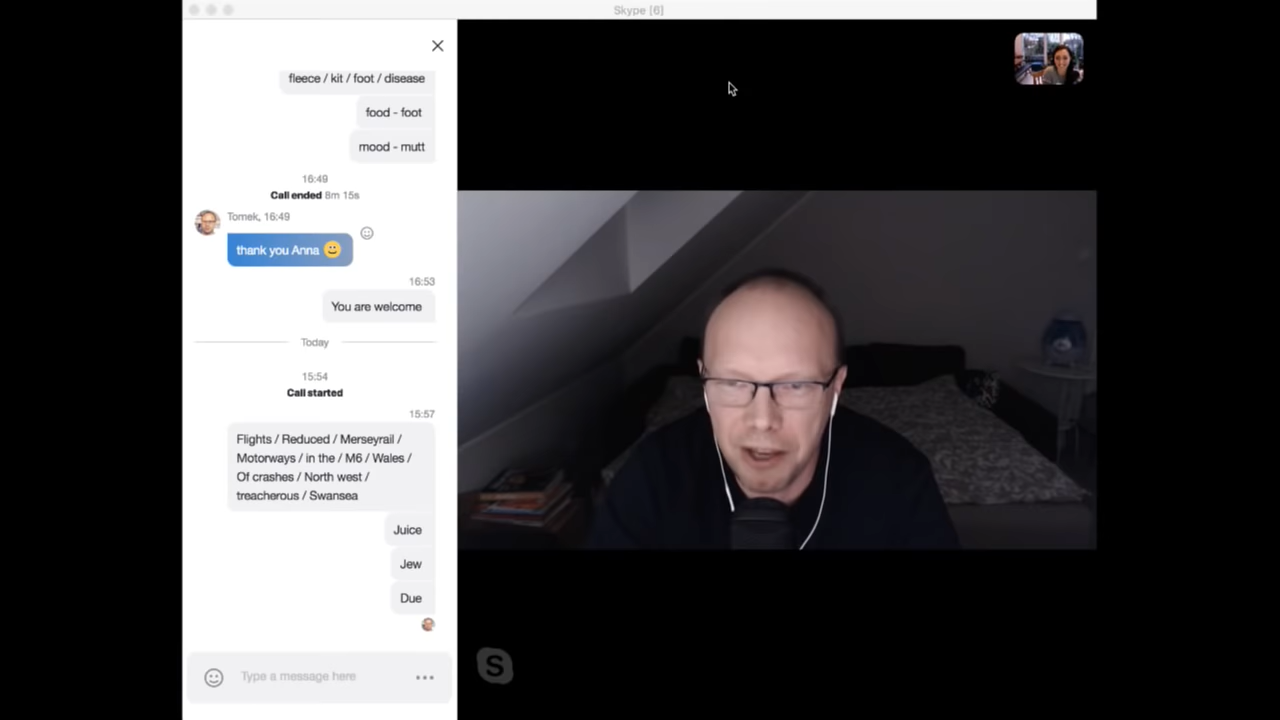 Skype [6]
fleece / kit / foot / disease
food - foot
mood - mutt
16:49
Call ended 8m 15s
Tomek, 16:49
thank you Anna 😀
16:53
You are welcome
Today
15:54
Call started
15:57
Flights / Reduced / Merseyrail /
Motorways / in the / M6 / Wales /
Of crashes / North west /
treacherous / Swansea
Juice
Jew
Due
Type a message here
S